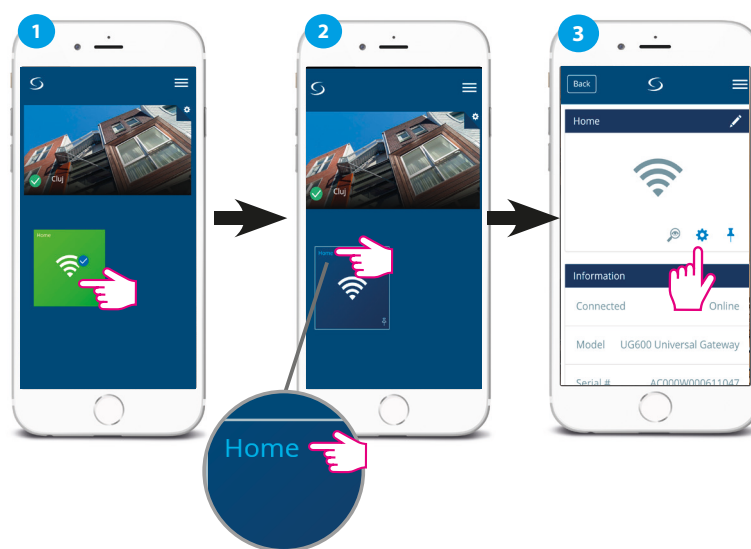 1
Cluj
Home
2
Cluj
Home
Home
3
Back
Home
Information
Connected Online
Model UG600 Universal Gateway
Serial # AC000W000611047